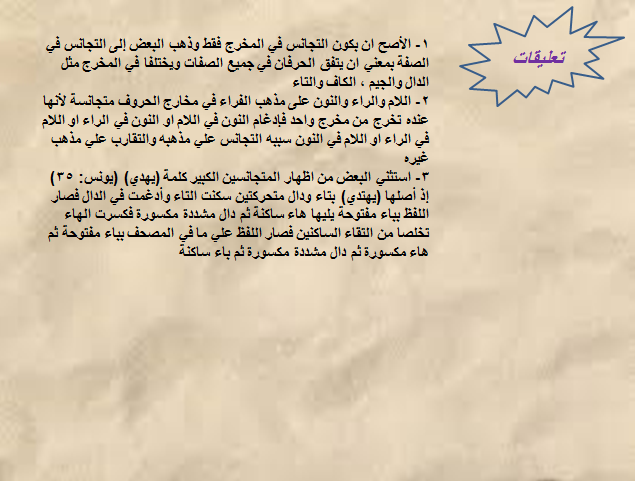 تعليقات
١- الأصح ان يكون التجانس في المخرج فقط وذهب البعض إلى التجانس في
الصفة بمعني ان يتفق الحرفان في جميع الصفات ويختلفا في المخرج مثل
الدال والجيم ، الكاف والتاء
٢- اللام والراء والنون على مذهب الفراء في مخارج الحروف متجانسة لأنها
عنده تخرج من مخرج واحد فإدغام النون في اللام او النون في الراء او اللام
في الراء او اللام في النون سببه التجانس علي مذهبه والتقارب علي مذهب
غيره
٣- استثني البعض من اظهار المتجانسين الكبير كلمة (يهدي) (يونس: ٣٥)
إذ أصلها (يهتدي) بتاء ودال متحركتين سكنت التاء وأدغمت في الدال فصار
اللفظ بياء مفتوحة يليها هاء ساكنة ثم دال مشددة مكسورة فكسرت الهاء
تخلصا من التقاء الساكنين فصار اللفظ علي ما في المصحف بياء مفتوحة ثم
هاء مكسورة ثم دال مشددة مكسورة ثم ياء ساكنة